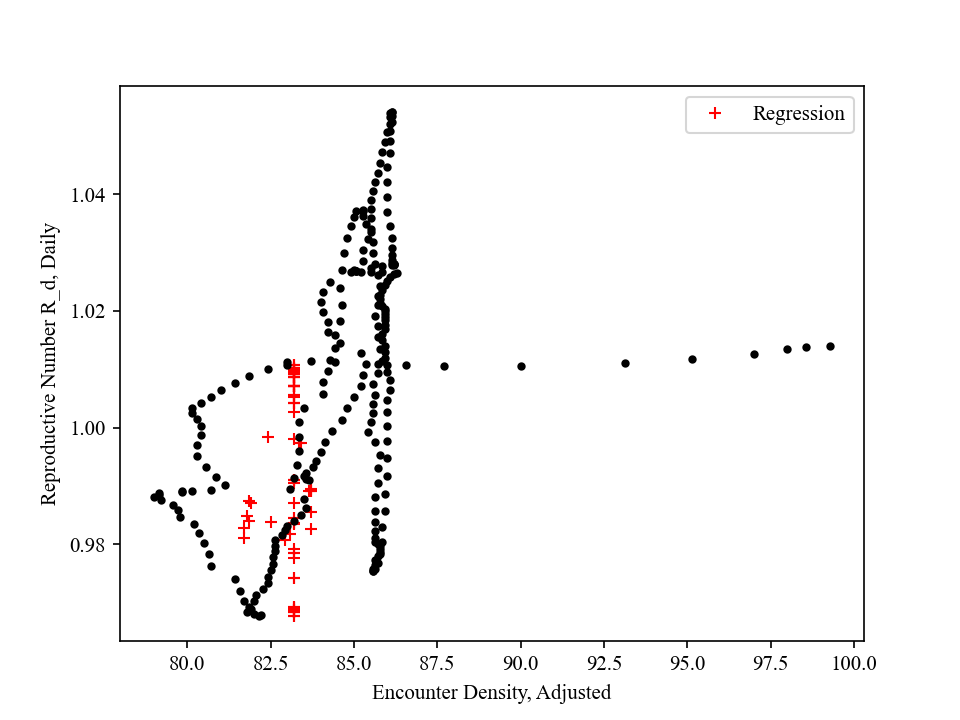 Regression
1.04
1.02
1.00
0.98
Reproductive Number R_d, Daily
80.0 82.5 85.0 87.5 90.0 92.5 95.0 97.5 100.0
Encounter Density, Adjusted